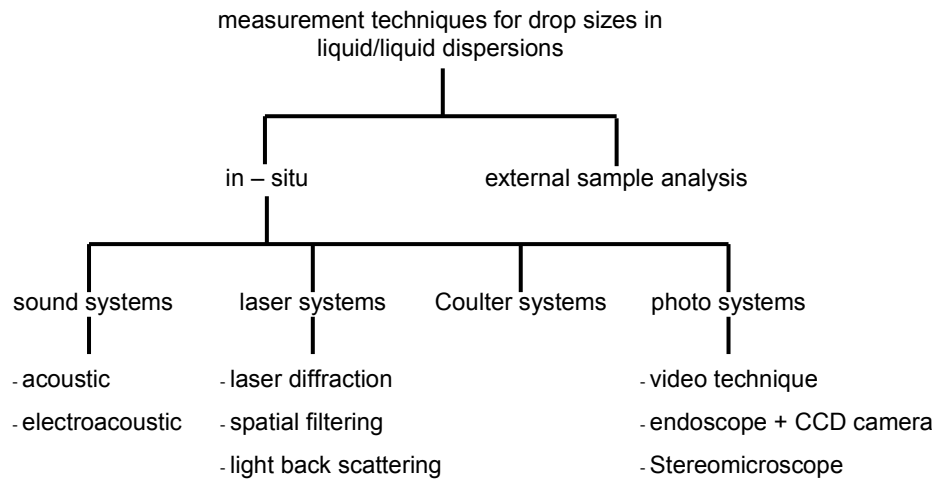 measurement techniques for drop sizes in
liquid/liquid dispersions
in – situ
external sample analysis
sound systems
laser systems
Coulter systems
photo systems
- acoustic
- electroacoustic
- laser diffraction
- spatial filtering
- light back scattering
- video technique
- endoscope + CCD camera
- Stereomicroscope